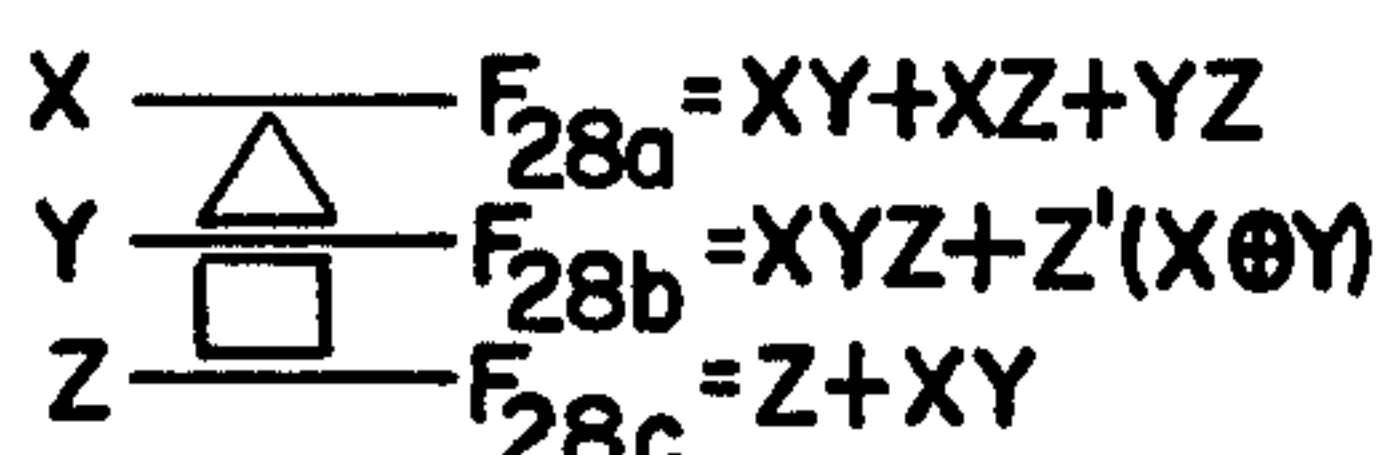 X F28a = XY+XZ+YZ
Y F28b = XYZ+Z'(X⊕Y)
Z F28c = Z+XY